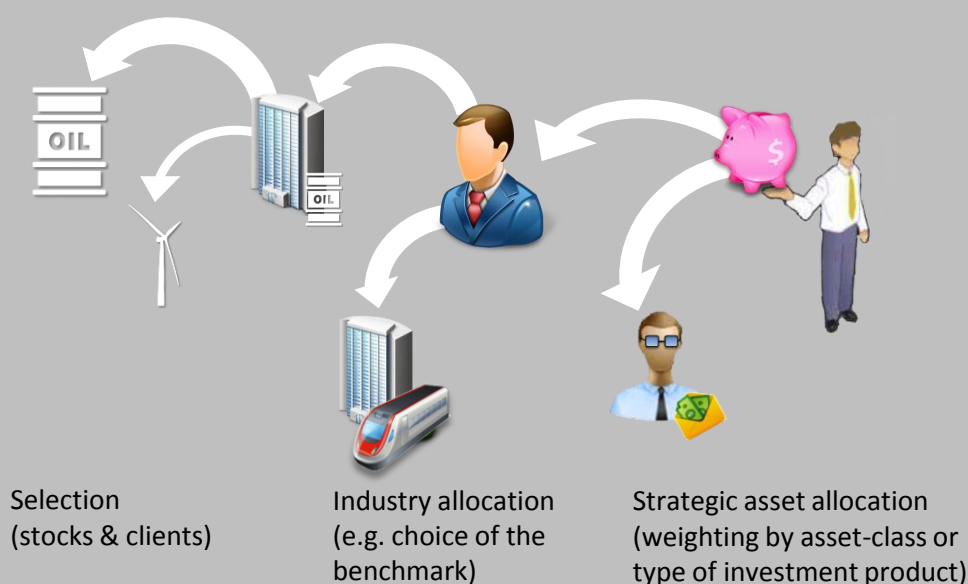 OIL
OIL
$
Selection
(stocks & clients)
Industry allocation
(e.g. choice of the
benchmark)
Strategic asset allocation
(weighting by asset-class or
type of investment product)